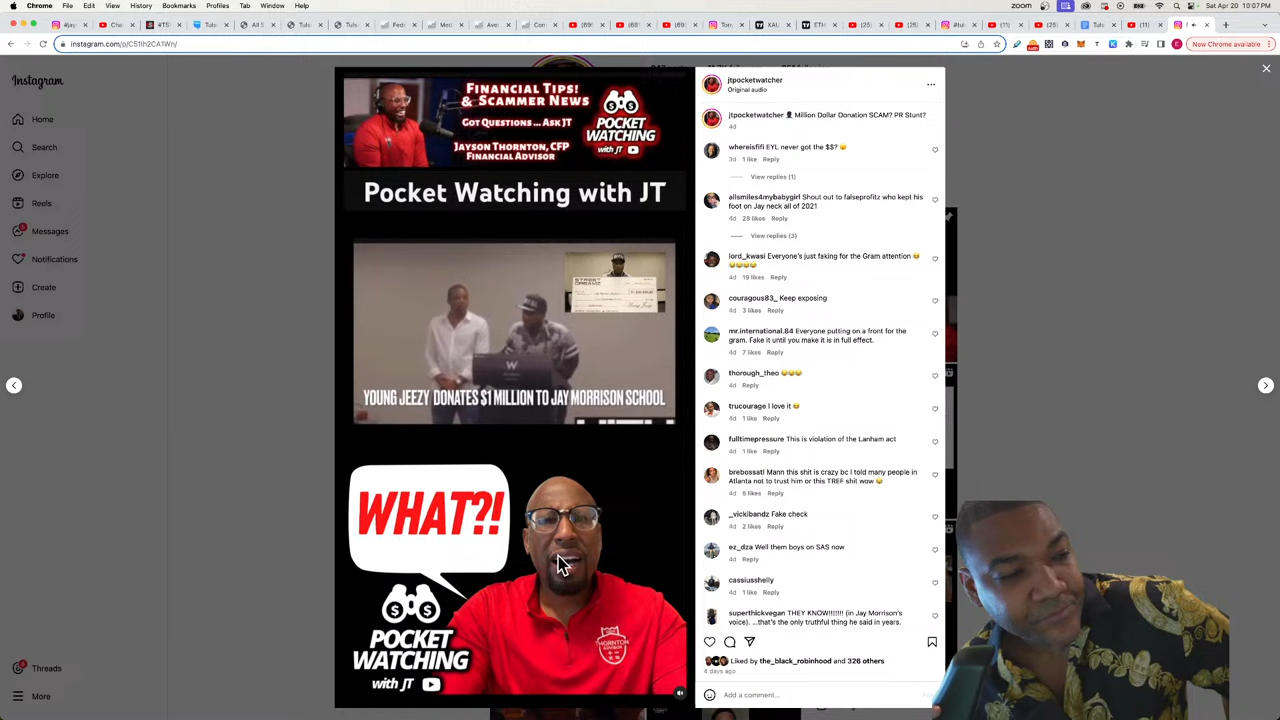 Chrome File Edit View History Bookmarks Profiles Tab Window Help
zoom
Sat Apr 20 10:07 PM
instagram.com/p/C51lh2CA1Wn/
New Chrome available
Instagram
Home
Search
Explore
Reels
Messages
Notifications
Create
Profile
Threads
More
FINANCIAL TIPS!
& SCAMMER NEWS
GOT QUESTIONS... ASK JT
JAYSON THORNTON, CFP
FINANCIAL ADVISOR
POCKET
WATCHING
with JT
Pocket Watching with JT
YOUNG JEEZY DONATES $1 MILLION TO JAY MORRISON SCHOOL
WHAT?!
POCKET
WATCHING
with JT
THORNTON
ADVISOR
jtpocketwatcher
Original audio
jtpocketwatcher 👤 Million Dollar Donation SCAM? PR Stunt?
4d
whereisfifi EYL never got the $$? 😄
3d 1 like Reply
View replies (1)
allsmiles4mybabygirl Shout out to falseprofitz who kept his
foot on Jay neck all of 2021
4d 28 likes Reply
View replies (3)
lord_kwasi Everyone's just faking for the Gram attention 😂
😂😂😂😂
4d 19 likes Reply
couragous83_ Keep exposing
4d 3 likes Reply
mr.international.84 Everyone putting on a front for the
gram. Fake it until you make it is in full effect.
4d 7 likes Reply
thorough_theo 😂😂😂
4d Reply
trucourage I love it 😂
4d 1 like Reply
fulltimepressure This is violation of the Lanham act
4d 1 like Reply
brebossatl Mann this shit is crazy bc I told many people in
Atlanta not to trust him or this TREF shit wow 😂
4d 5 likes Reply
_vickibandz Fake check
4d 2 likes Reply
ez_dza Well them boys on SAS now
4d Reply
cassiusshelly
4d 1 like Reply
superthickvegan THEY KNOW!!!!!!! (in Jay Morrison's
voice). ...that's the only truthful thing he said in years.
Liked by the_black_robinhood and 326 others
4 days ago
Add a comment...